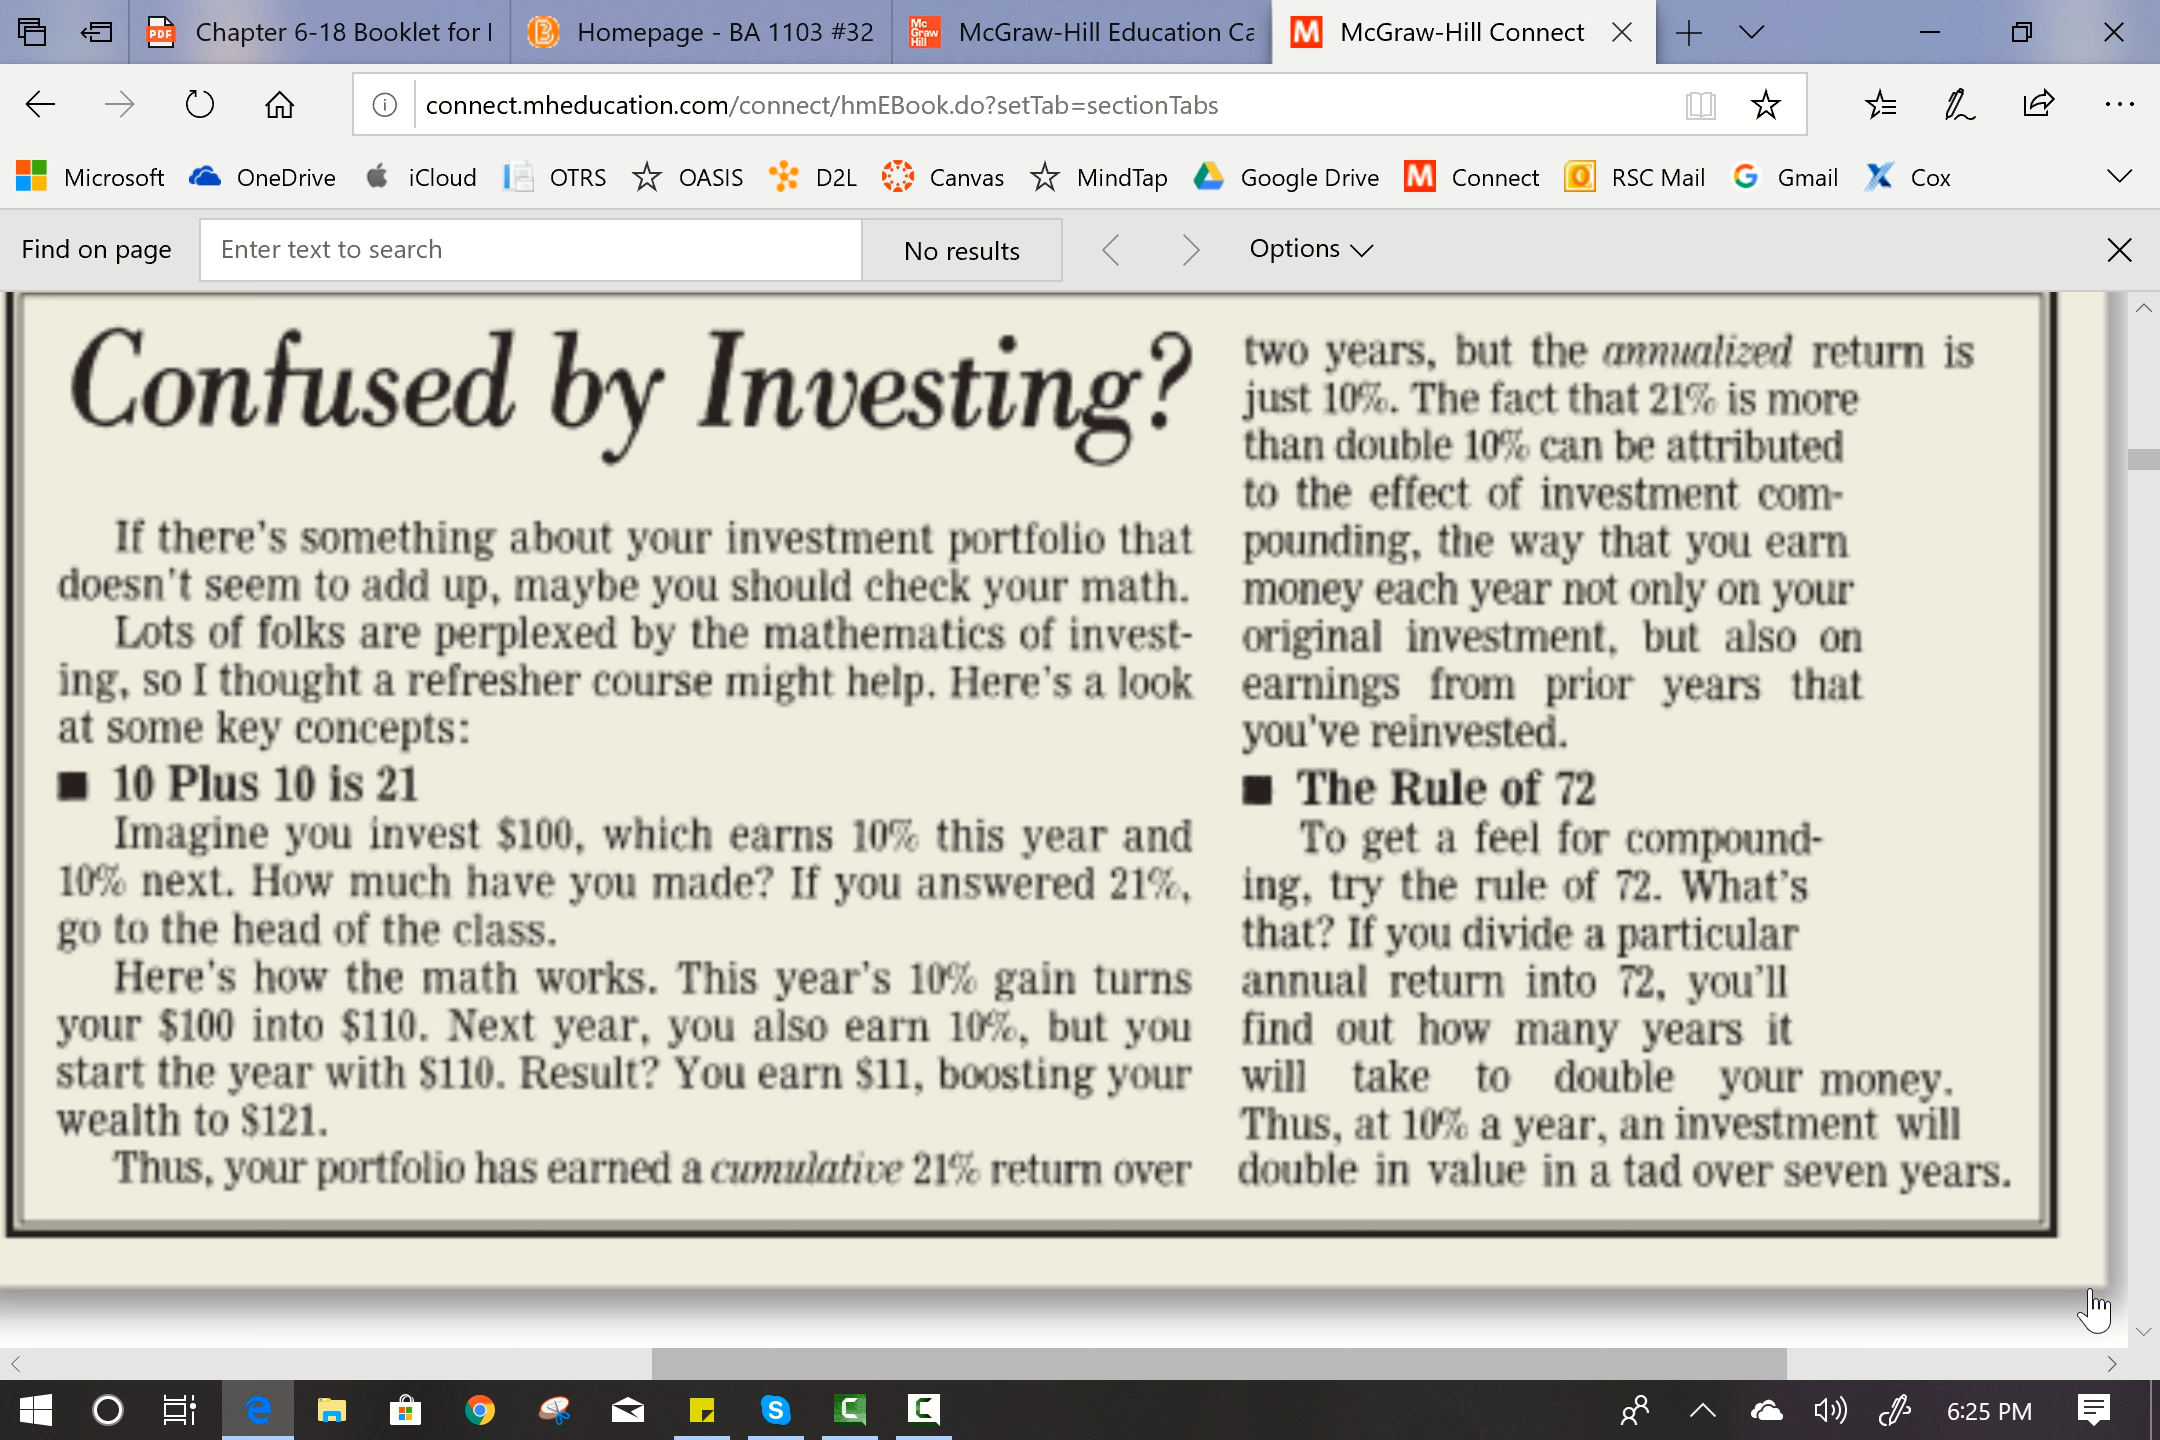 Chapter 6-18 Booklet for I
Homepage - BA 1103 #32
McGraw-Hill Education Ca
McGraw-Hill Connect
connect.mheducation.com/connect/hmEBook.do?setTab=sectionTabs
Microsoft OneDrive iCloud OTRS OASIS D2L Canvas MindTap Google Drive Connect RSC Mail Gmail Cox
Find on page Enter text to search No results Options
Confused by Investing?
If there's something about your investment portfolio that
doesn't seem to add up, maybe you should check your math.
Lots of folks are perplexed by the mathematics of invest-
ing, so I thought a refresher course might help. Here's a look
at some key concepts:
■ 10 Plus 10 is 21
Imagine you invest $100, which earns 10% this year and
10% next. How much have you made? If you answered 21%,
go to the head of the class.
Here's how the math works. This year's 10% gain turns
your $100 into $110. Next year, you also earn 10%, but you
start the year with $110. Result? You earn $11, boosting your
wealth to $121.
Thus, your portfolio has earned a cumulative 21% return over
two years, but the annualized return is
just 10%. The fact that 21% is more
than double 10% can be attributed
to the effect of investment com-
pounding, the way that you earn
money each year not only on your
original investment, but also on
earnings from prior years that
you've reinvested.
■ The Rule of 72
To get a feel for compound-
ing, try the rule of 72. What's
that? If you divide a particular
annual return into 72, you'll
find out how many years it
will take to double your money.
Thus, at 10% a year, an investment will
double in value in a tad over seven years.
6:25 PM